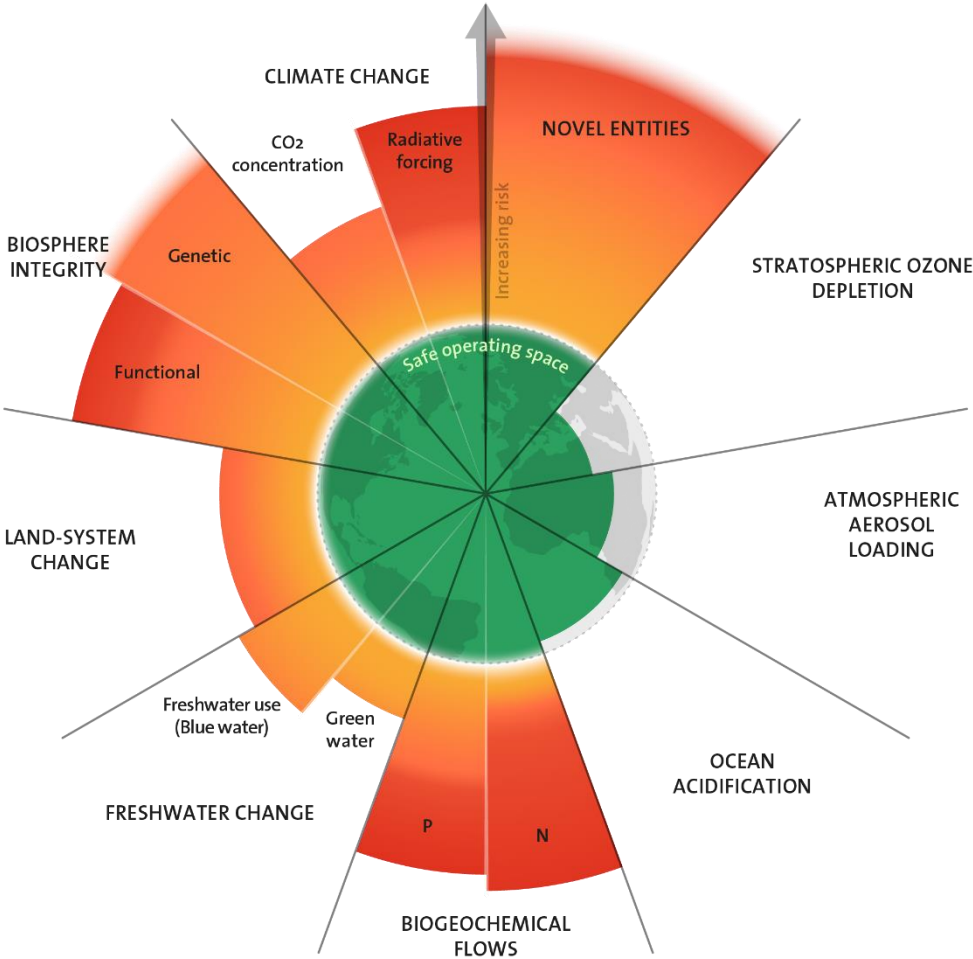 CLIMATE CHANGE
CO2
concentration
Radiative
forcing
NOVEL ENTITIES
Increasing risk
BIOSPHERE
INTEGRITY
Genetic
Functional
STRATOSPHERIC OZONE
DEPLETION
Safe operating space
ATMOSPHERIC
AEROSOL
LOADING
LAND-SYSTEM
CHANGE
Freshwater use
(Blue water)
Green
water
FRESHWATER CHANGE
OCEAN
ACIDIFICATION
P
N
BIOGEOCHEMICAL
FLOWS